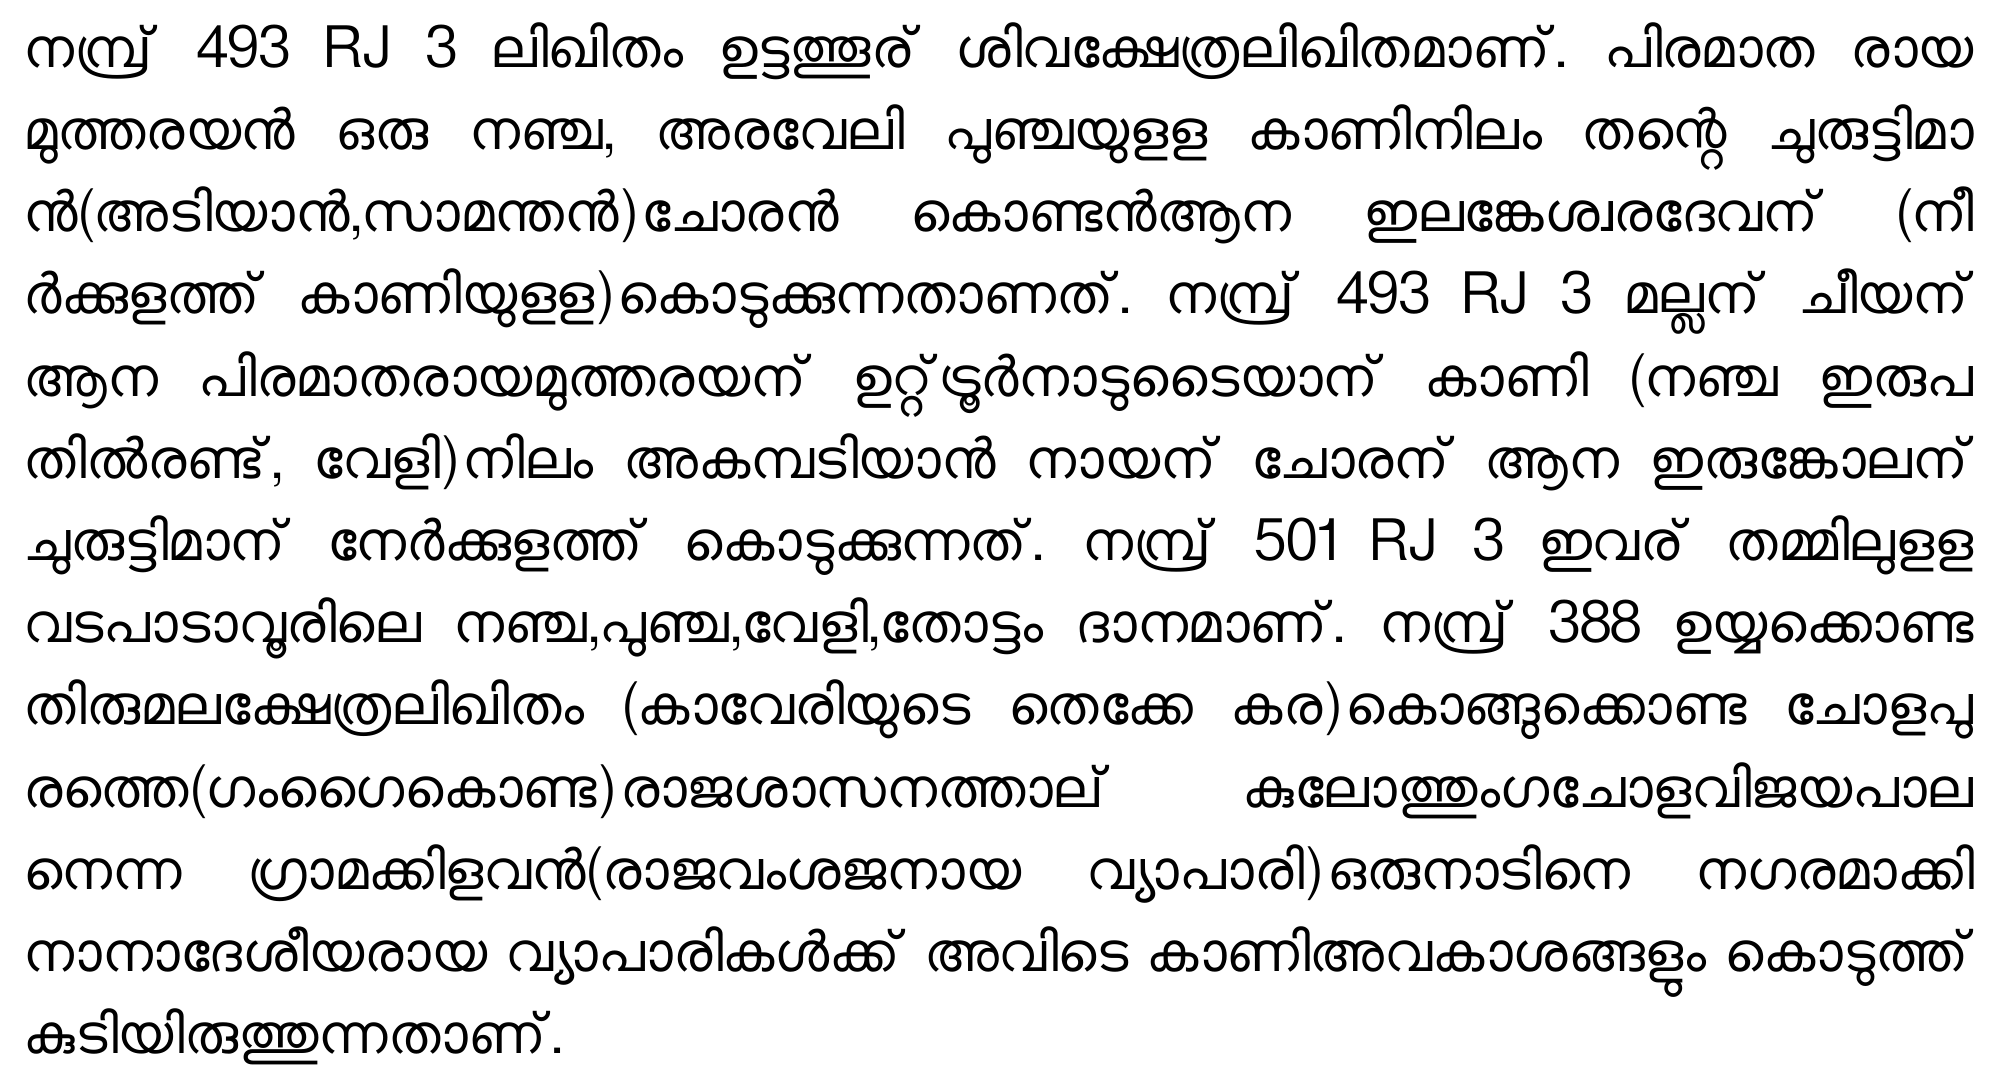 നമ്പ്ര് 493 RJ 3 ലിഖിതം ഉട്ടത്തൂര് ശിവക്ഷേത്രലിഖിതമാണ്. പിരമാത രായ
മുത്തരയൻ ഒരു നഞ്ച, അരവേലി പുഞ്ചയുളള കാണിനിലം തന്റെ ചുരുട്ടിമാ
ൻ(അടിയാൻ,സാമന്തൻ)ചോരൻ കൊണ്ടൻആന ഇലങ്കേശ്വരദേവന് (നീ
ർക്കുളത്ത് കാണിയുളള)കൊടുക്കുന്നതാണത്. നമ്പ്ര് 493 RJ 3 മല്ലന് ചീയന്
ആന പിരമാതരായമുത്തരയന് ഉറ്റ്ട്രൂർനാടുടൈയാന് കാണി (നഞ്ച ഇരുപ
തിൽരണ്ട്, വേളി)നിലം അകമ്പടിയാൻ നായന് ചോരന് ആന ഇരുങ്കോലന്
ചുരുട്ടിമാന് നേർക്കുളത്ത് കൊടുക്കുന്നത്. നമ്പ്ര് 501 RJ 3 ഇവര് തമ്മിലുളള
വടപാടാവൂരിലെ നഞ്ച,പുഞ്ച,വേളി,തോട്ടം ദാനമാണ്. നമ്പ്ര് 388 ഉയ്യക്കൊണ്ട
തിരുമലക്ഷേത്രലിഖിതം (കാവേരിയുടെ തെക്കേ കര)കൊങ്ങുക്കൊണ്ട ചോളപു
രത്തെ(ഗംഗൈകൊണ്ട)രാജശാസനത്താല് കുലോത്തുംഗചോളവിജയപാല
നെന്ന ഗ്രാമക്കിളവൻ(രാജവംശജനായ വ്യാപാരി)ഒരുനാടിനെ നഗരമാക്കി
നാനാദേശീയരായ വ്യാപാരികൾക്ക് അവിടെ കാണിഅവകാശങ്ങളും കൊടുത്ത്
കുടിയിരുത്തുന്നതാണ്.